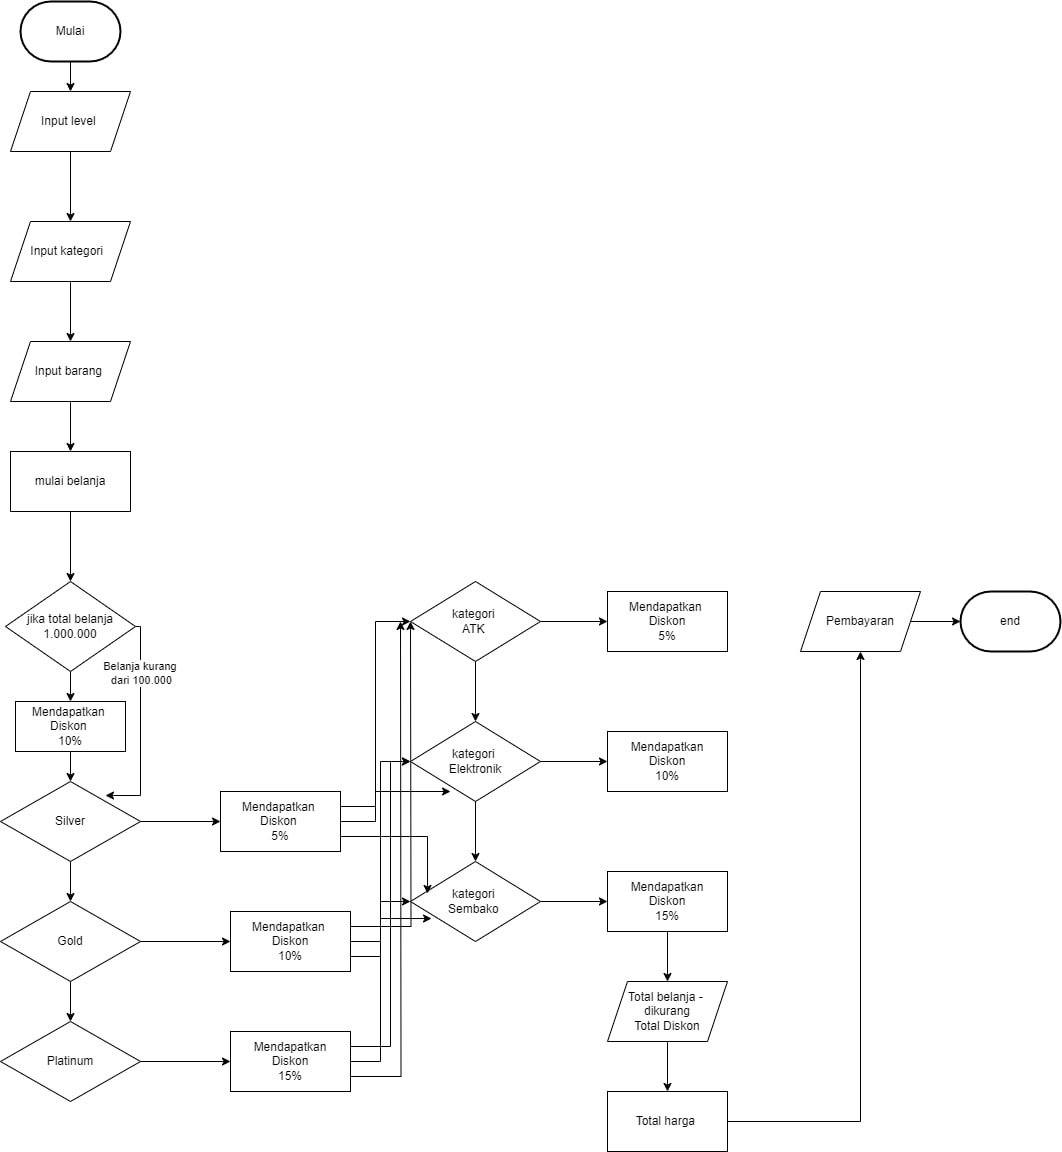 Mulai
Input level
Input kategori
Input barang
mulai belanja
jika total belanja
1.000.000
Belanja kurang
dari 100.000
Mendapatkan
Diskon
10%
Silver
Mendapatkan
Diskon
5%
Gold
Mendapatkan
Diskon
10%
Platinum
Mendapatkan
Diskon
15%
kategori
ATK
Mendapatkan
Diskon
5%
kategori
Elektronik
Mendapatkan
Diskon
10%
kategori
Sembako
Mendapatkan
Diskon
15%
Total belanja -
dikurang
Total Diskon
Total harga
Pembayaran
end